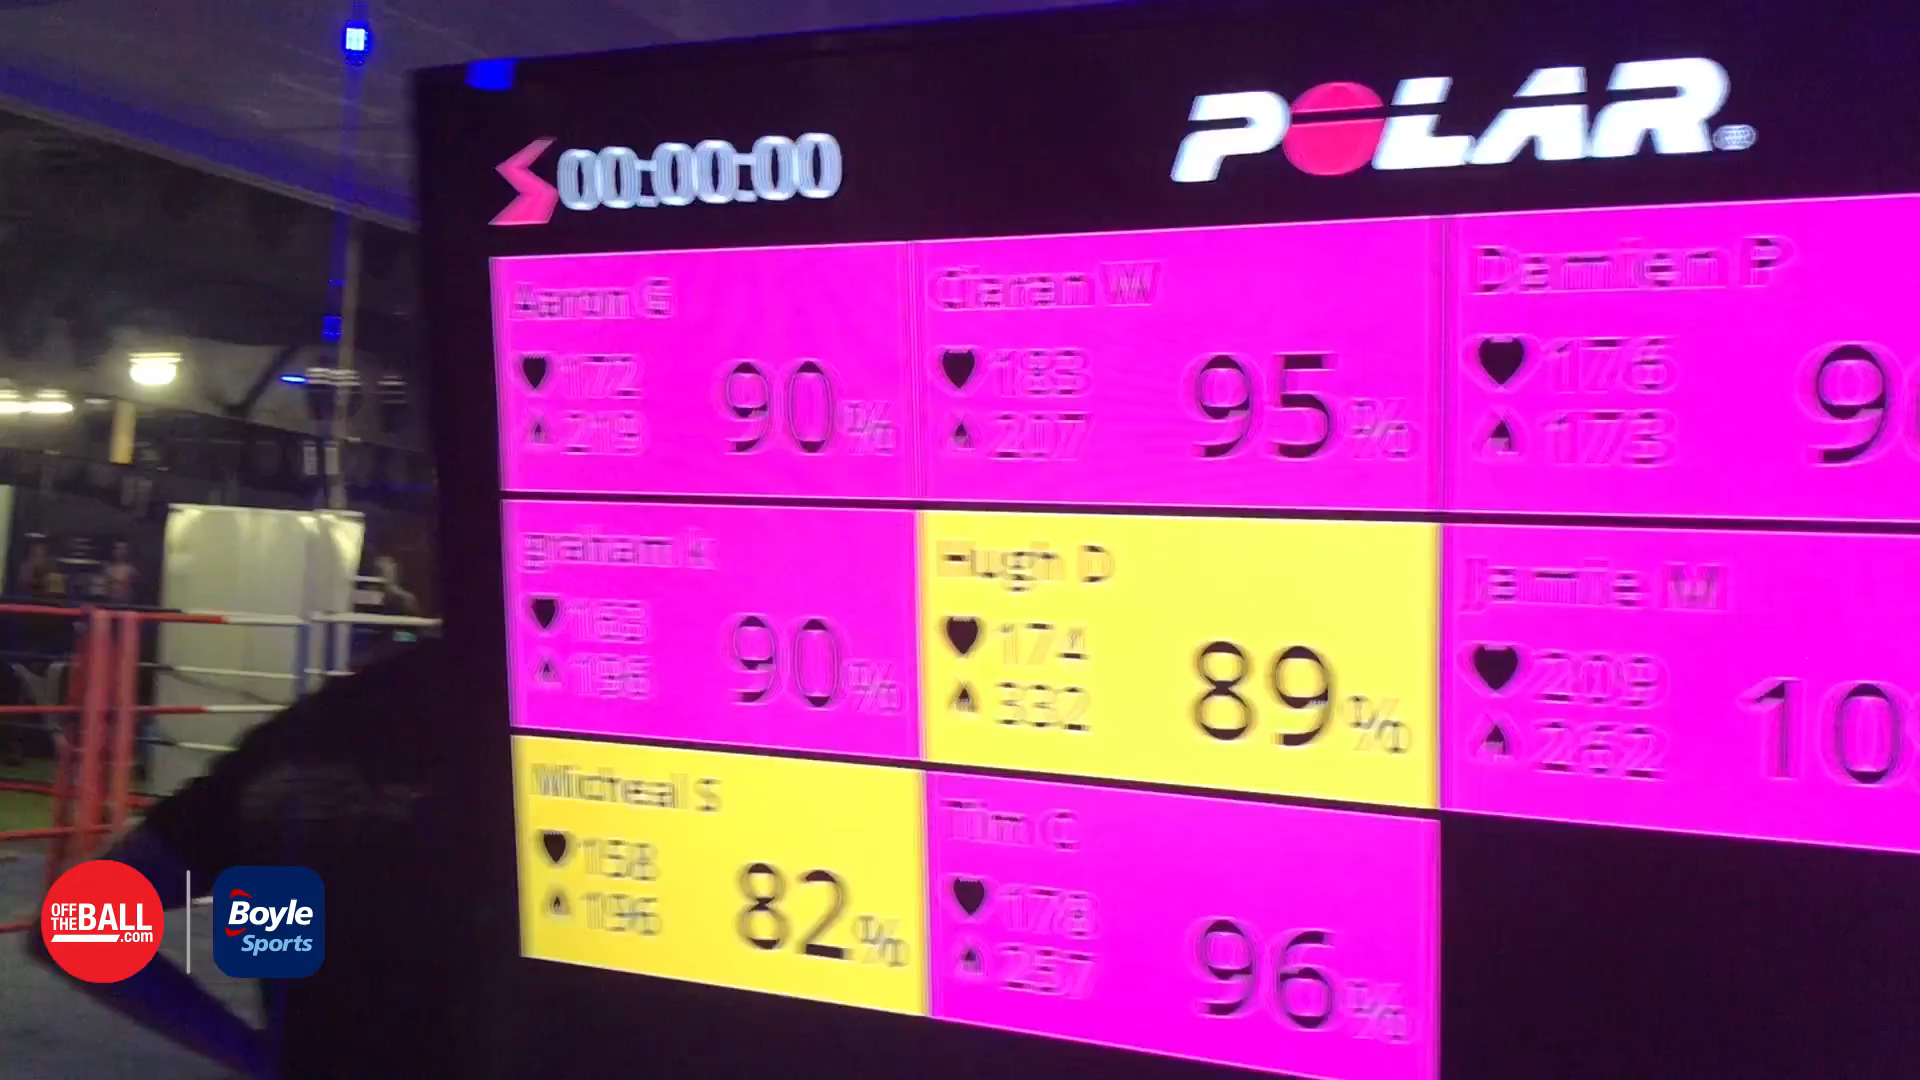 00:00:00
POLAR
Aaron G
172
219
90%
Ciaran W
183
207
95%
Damien P
176
173
graham k
163
196
90%
Hugh D
174
332
89%
Jamie M
209
262
Micheal S
158
196
82%
Tim C
178
257
96%
OFF
THE BALL
.com
Boyle
Sports